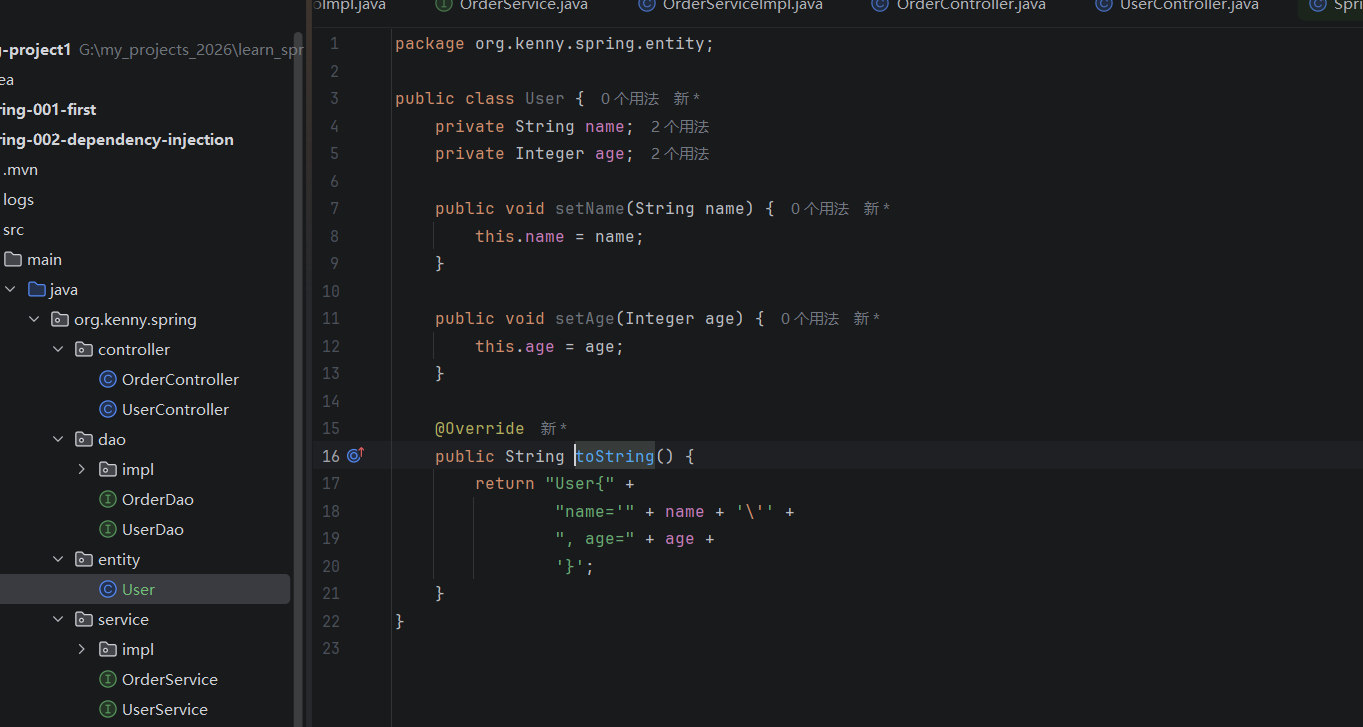 oImpl.java OrderService.java OrderServiceImpl.java OrderController.java UserController.java Spri
g-project1 G:\my_projects_2026\learn_spr
ea
ring-001-first
ring-002-dependency-injection
.mvn
logs
src
main
java
org.kenny.spring
controller
OrderController
UserController
dao
impl
OrderDao
UserDao
entity
User
service
impl
OrderService
UserService
1 package org.kenny.spring.entity;
2
3 public class User { 0 个用法 新 *
4 private String name; 2 个用法
5 private Integer age; 2 个用法
6
7 public void setName(String name) { 0 个用法 新 *
8 this.name = name;
9 }
10
11 public void setAge(Integer age) { 0 个用法 新 *
12 this.age = age;
13 }
14
15 @Override 新 *
16 public String toString() {
17 return "User{" +
18 "name='" + name + '\'' +
19 ", age=" + age +
20 '}';
21 }
22 }
23